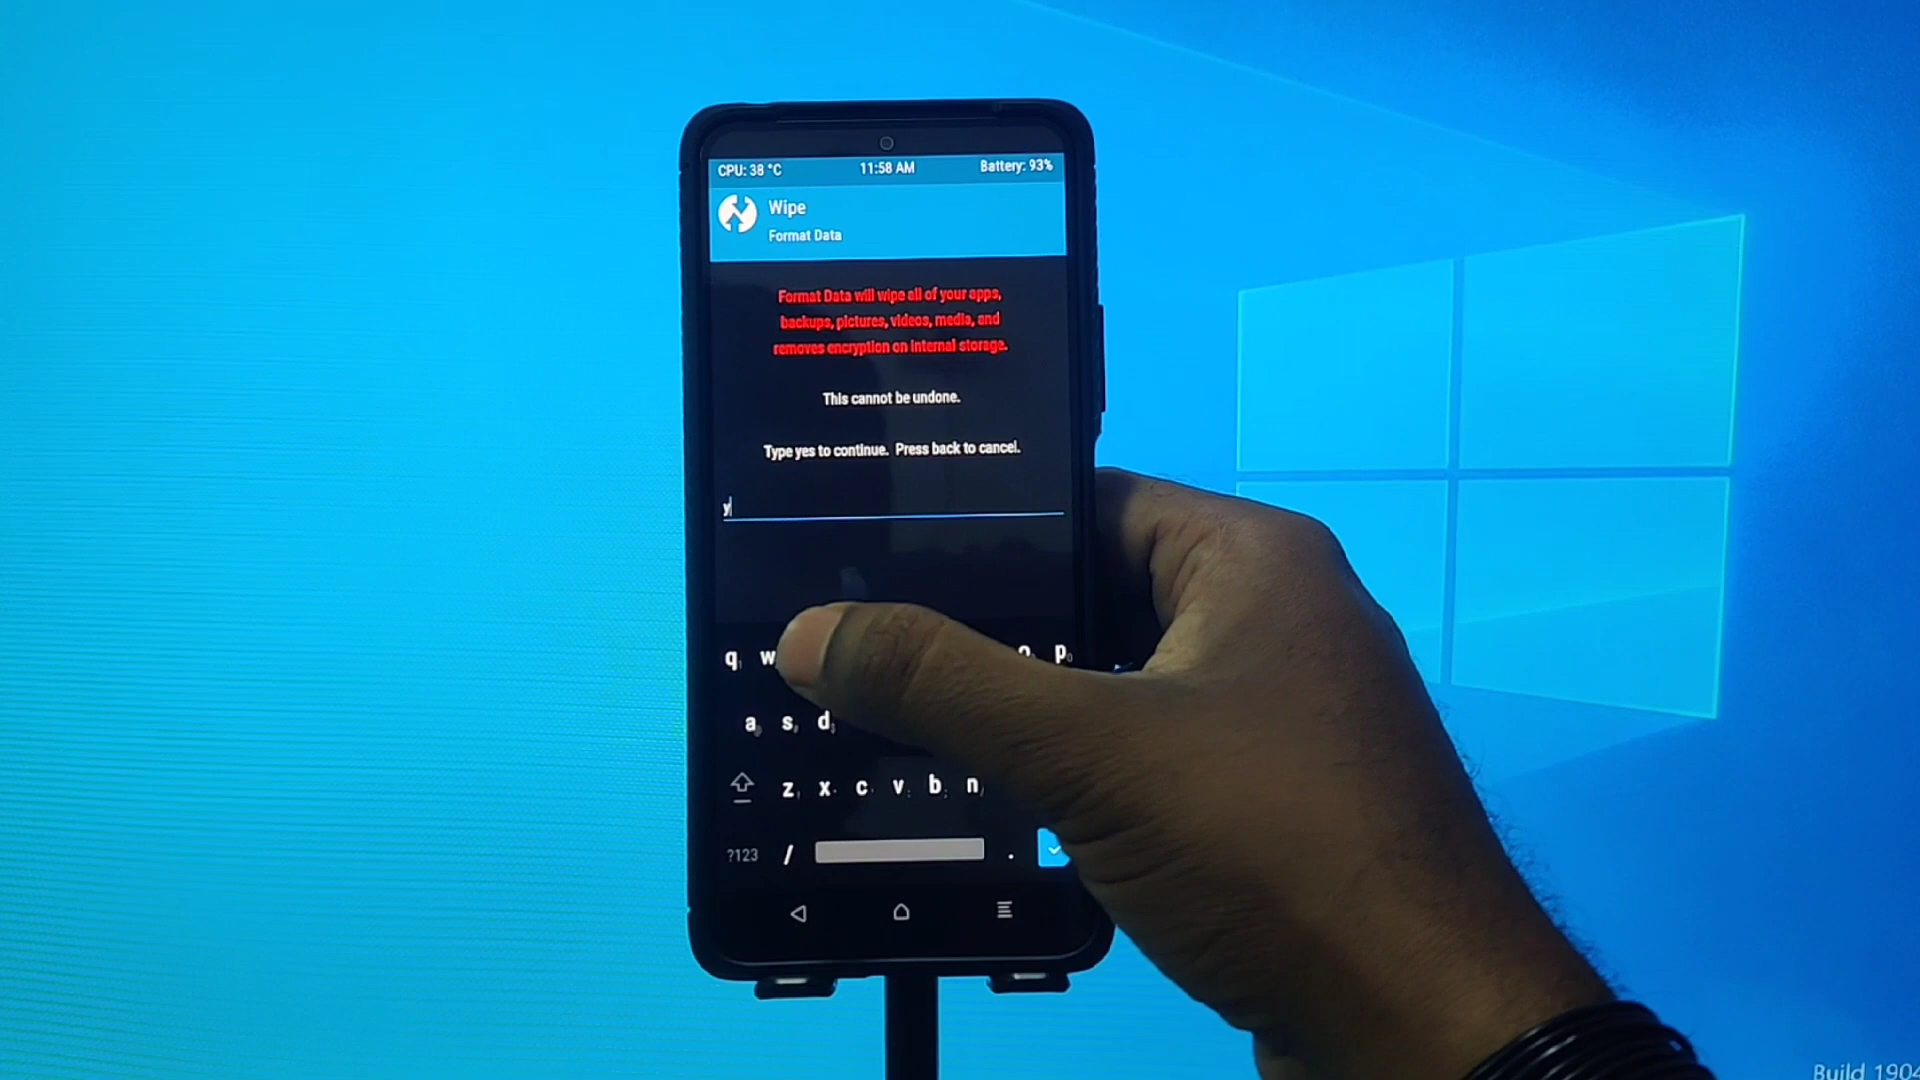 CPU: 38 °C 11:58 AM Battery: 93%
Wipe
Format Data
Format Data will wipe all of your apps,
backups, pictures, videos, media, and
removes encryption on internal storage.
This cannot be undone.
Type yes to continue. Press back to cancel.
y
q w o p
a s d
z x c v b n
?123 / .
Build 1904